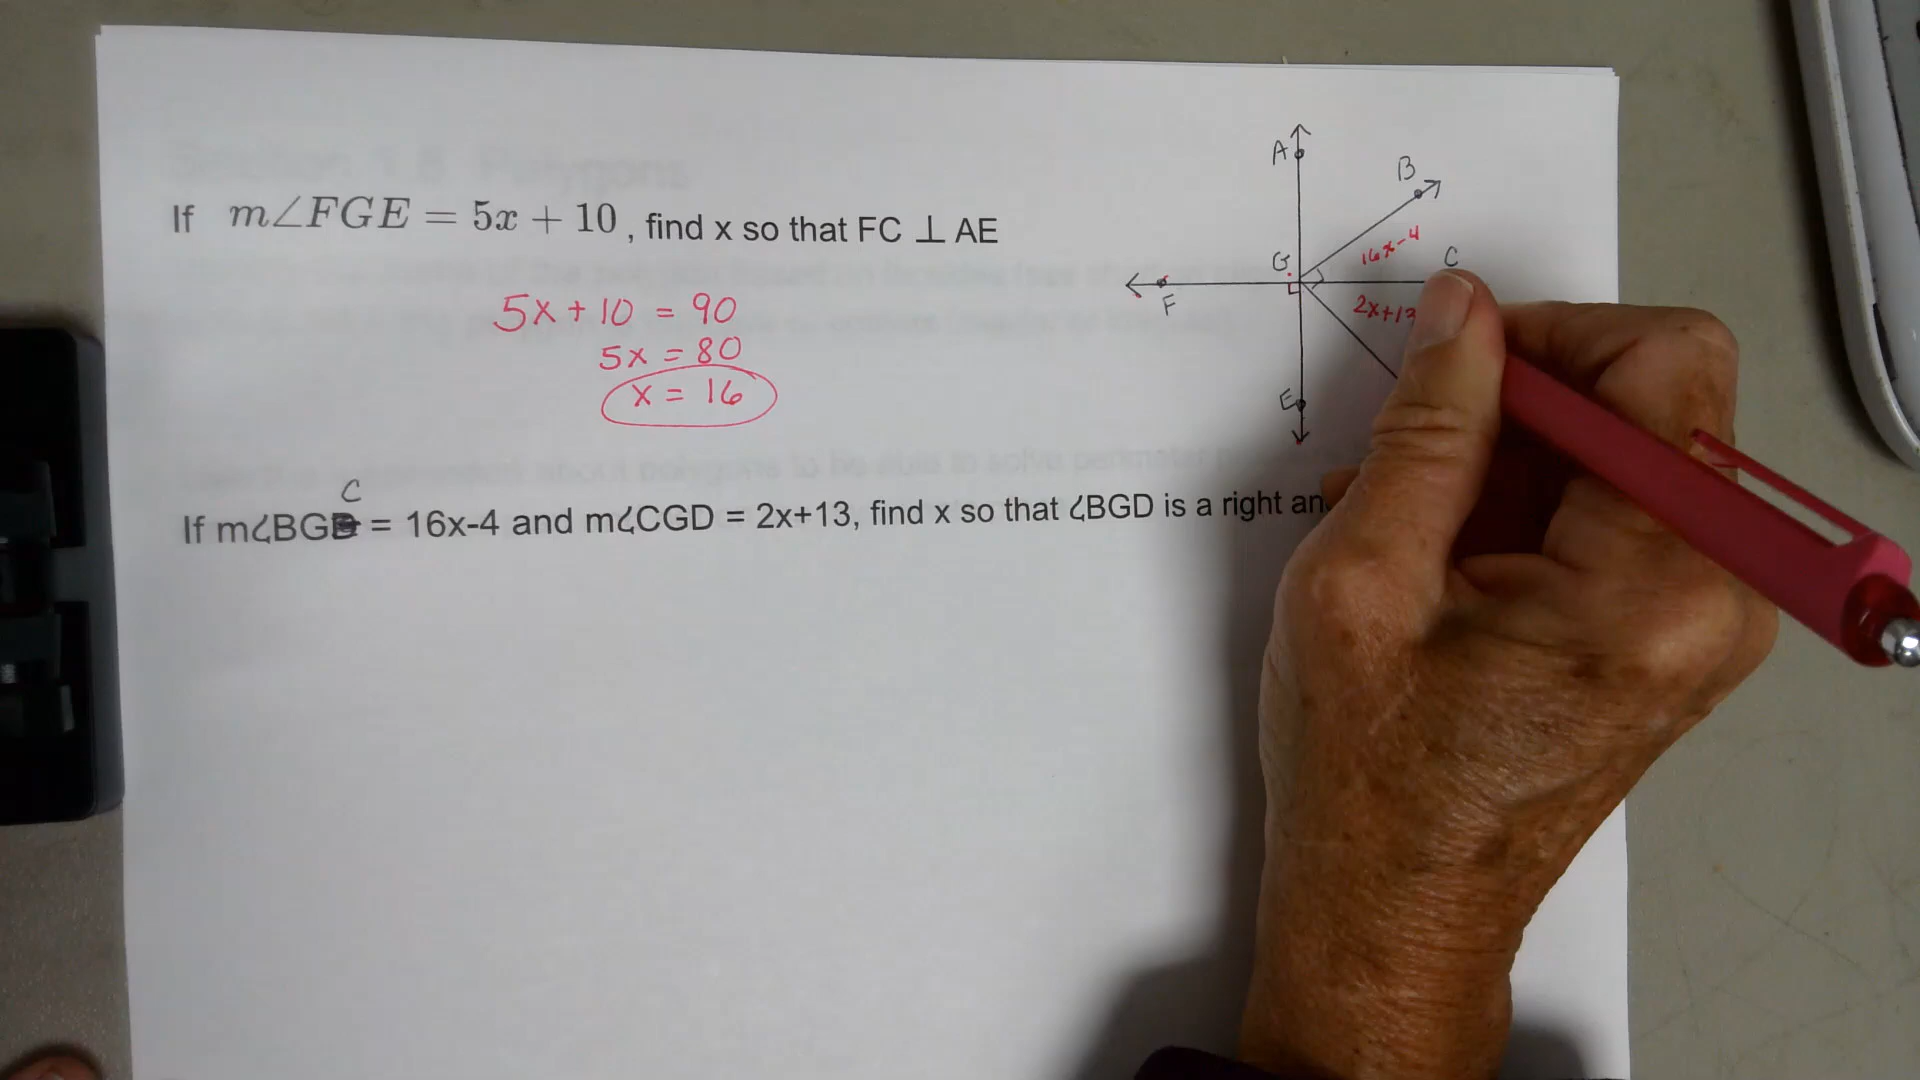 If m∠FGE = 5x + 10, find x so that FC ⊥ AE
5x + 10 = 90
5x = 80
x = 16
A
B
16x-4
G
C
F
2x+13
E
C
If m∠BGD = 16x-4 and m∠CGD = 2x+13, find x so that ∠BGD is a right